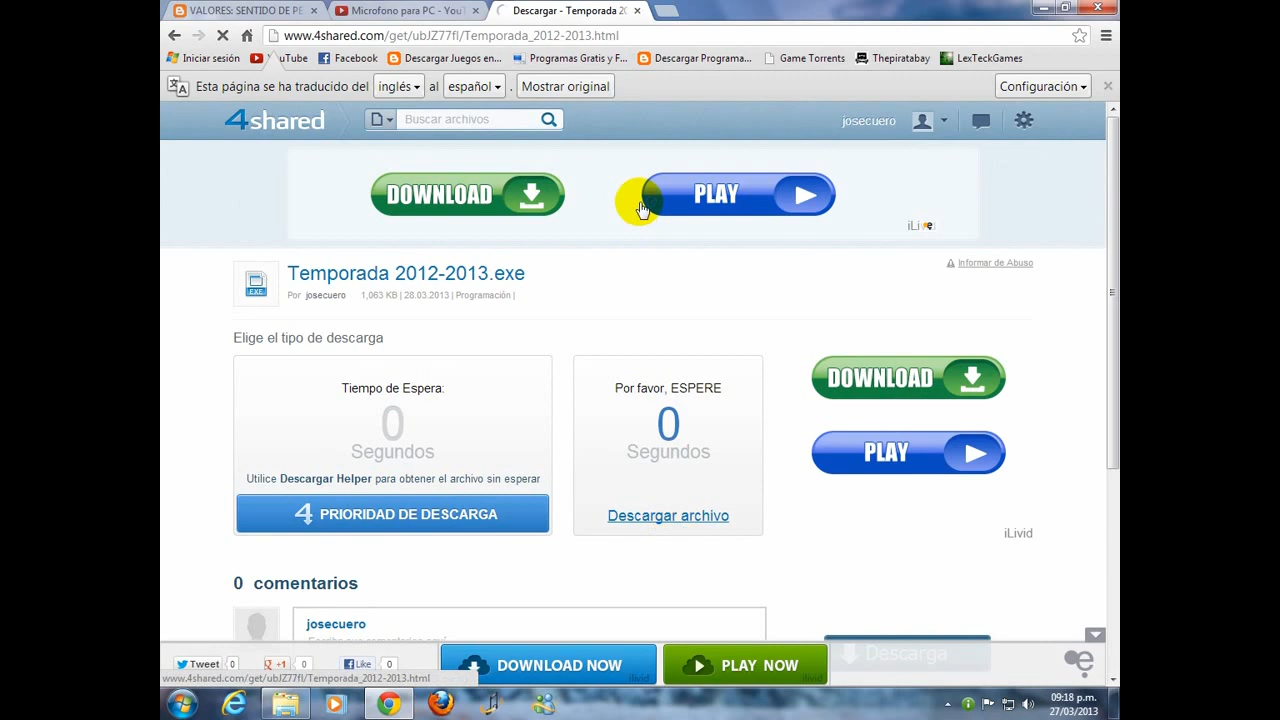 VALORES: SENTIDO DE PE
Microfono para PC - YouT
Descargar - Temporada 20
www.4shared.com/get/ubJZ77fl/Temporada_2012-2013.html
Iniciar sesión
YouTube
Facebook
Descargar Juegos en...
Programas Gratis y F...
Descargar Programa...
Game Torrents
Thepiratabay
LexTeckGames
Esta página se ha traducido del inglés al español . Mostrar original Configuración
4shared
Buscar archivos
josecuero
DOWNLOAD
PLAY
Temporada 2012-2013.exe
Informar de Abuso
EXE
Por josecuero 1,063 KB | 28.03.2013 | Programación |
Elige el tipo de descarga
Tiempo de Espera:
0
Segundos
Utilice Descargar Helper para obtener el archivo sin esperar
4 PRIORIDAD DE DESCARGA
Por favor, ESPERE
0
Segundos
Descargar archivo
DOWNLOAD
PLAY
iLivid
0 comentarios
josecuero
Tweet 0
+1 0
Like 0
DOWNLOAD NOW
ilivid
PLAY NOW
ilivid
Descarga
www.4shared.com/get/ubJZ77fl/Temporada_2012-2013.html
09:18 p.m.
27/03/2013